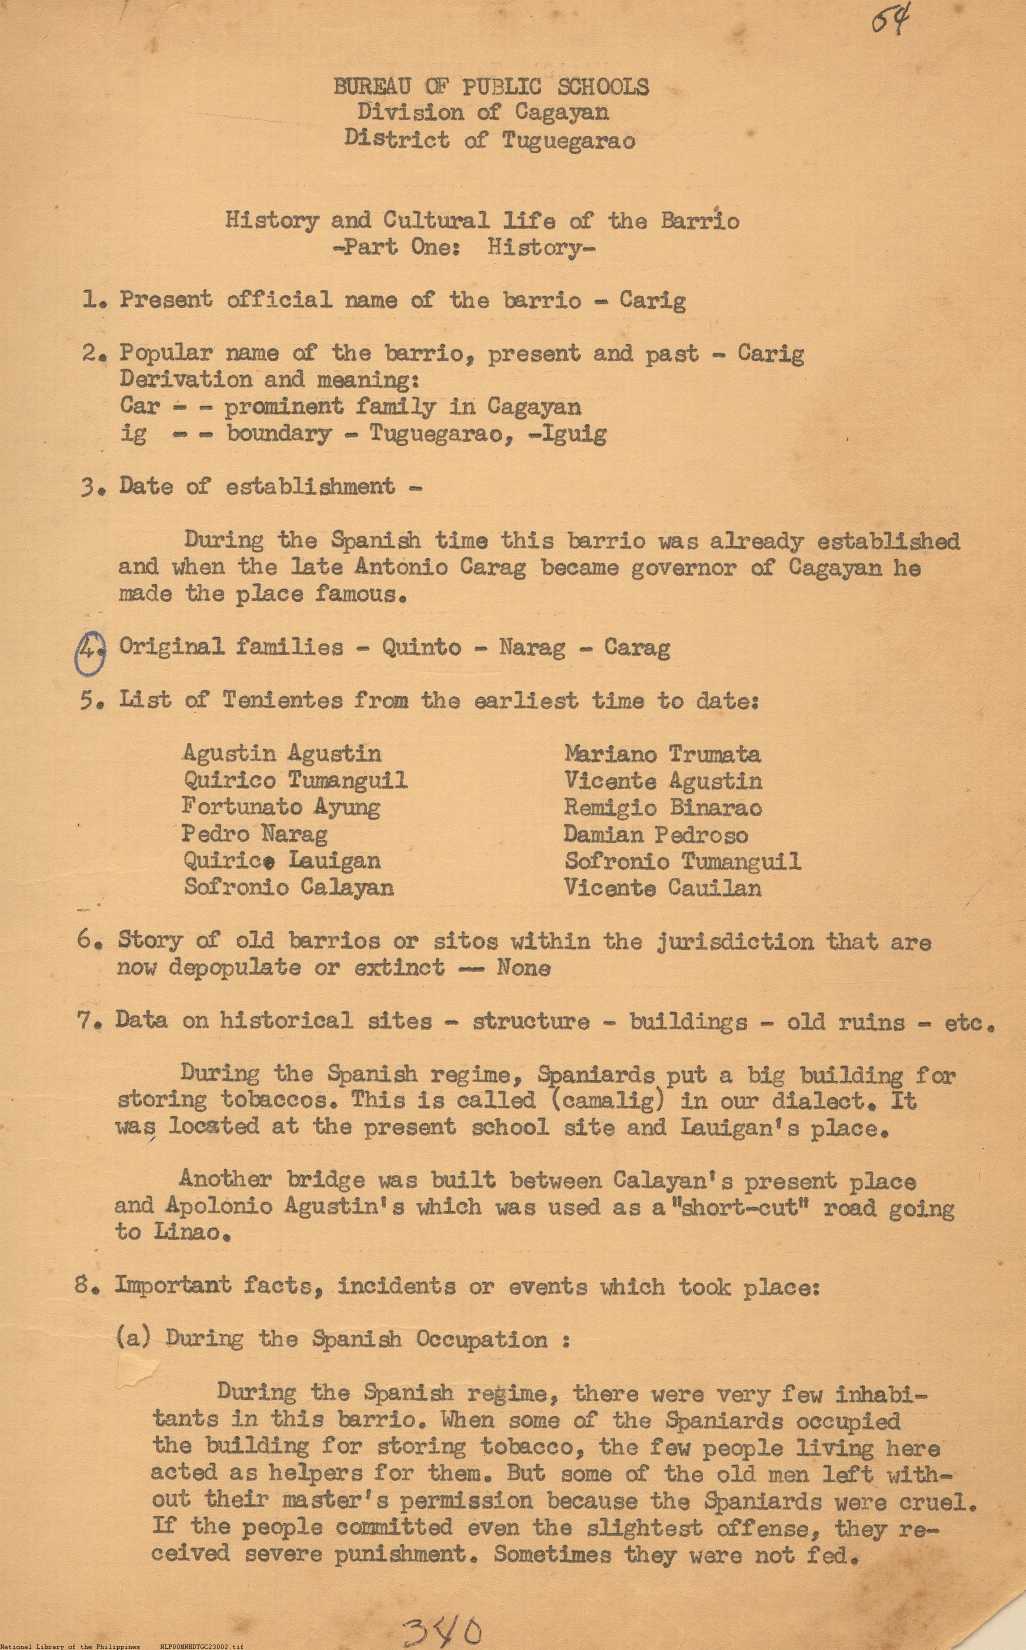 54
BUREAU OF PUBLIC SCHOOLS
Division of Cagayan
District of Tuguegarao
History and Cultural life of the Barrio
-Part One: History-
1. Present official name of the barrio - Carig
2. Popular name of the barrio, present and past - Carig
Derivation and meaning:
Car - - prominent family in Cagayan
ig - - boundary - Tuguegarao, -Iguig
3. Date of establishment -
During the Spanish time this barrio was already established
and when the late Antonio Carag became governor of Cagayan he
made the place famous.
4. Original families - Quinto - Narag - Carag
5. List of Tenientes from the earliest time to date:
Agustin Agustin Mariano Trumata
Quirico Tumanguil Vicente Agustin
Fortunato Ayung Remigio Binarao
Pedro Narag Damian Pedroso
Quirico Lauigan Sofronio Tumanguil
Sofronio Calayan Vicente Cauilan
6. Story of old barrios or sitos within the jurisdiction that are
now depopulate or extinct -- None
7. Data on historical sites - structure - buildings - old ruins - etc.
During the Spanish regime, Spaniards put a big building for
storing tobaccos. This is called (camalig) in our dialect. It
was located at the present school site and Lauigan's place.
Another bridge was built between Calayan's present place
and Apolonio Agustin's which was used as a "short-cut" road going
to Linao.
8. Important facts, incidents or events which took place:
(a) During the Spanish Occupation :
During the Spanish regime, there were very few inhabi-
tants in this barrio. When some of the Spaniards occupied
the building for storing tobacco, the few people living here
acted as helpers for them. But some of the old men left with-
out their master's permission because the Spaniards were cruel.
If the people committed even the slightest offense, they re-
ceived severe punishment. Sometimes they were not fed.
340
National Library of the Philippines NLP00MNHDTGC23002.tif